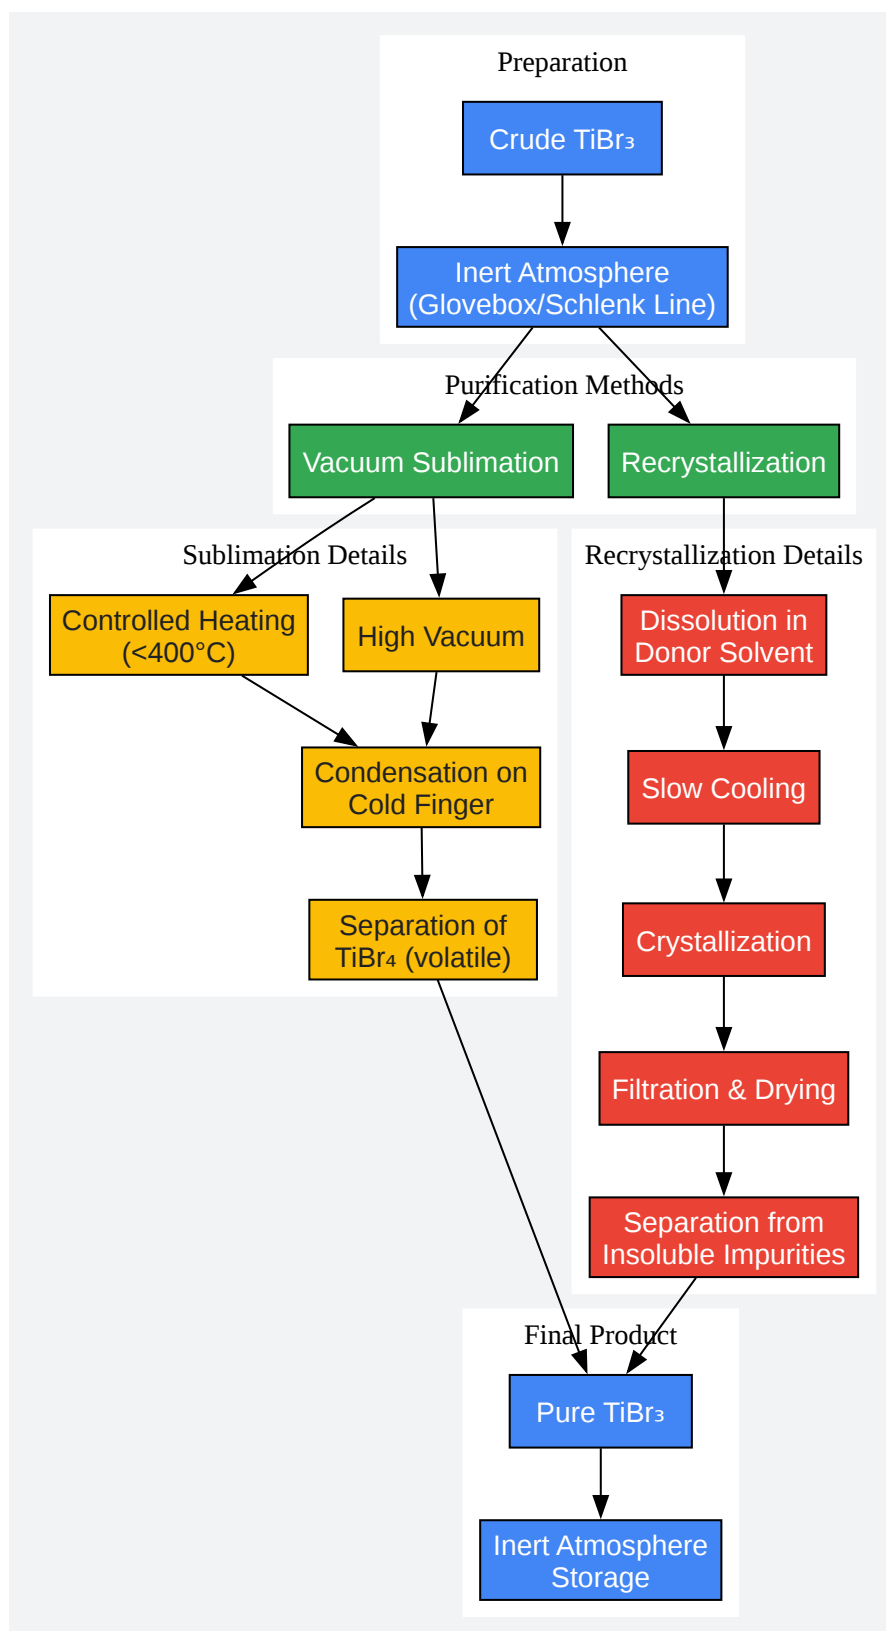 Preparation
Crude TiBr₃
Inert Atmosphere
(Glovebox/Schlenk Line)
Purification Methods
Vacuum Sublimation
Recrystallization
Sublimation Details
Controlled Heating
(<400°C)
High Vacuum
Condensation on
Cold Finger
Separation of
TiBr₄ (volatile)
Recrystallization Details
Dissolution in
Donor Solvent
Slow Cooling
Crystallization
Filtration & Drying
Separation from
Insoluble Impurities
Final Product
Pure TiBr₃
Inert Atmosphere
Storage